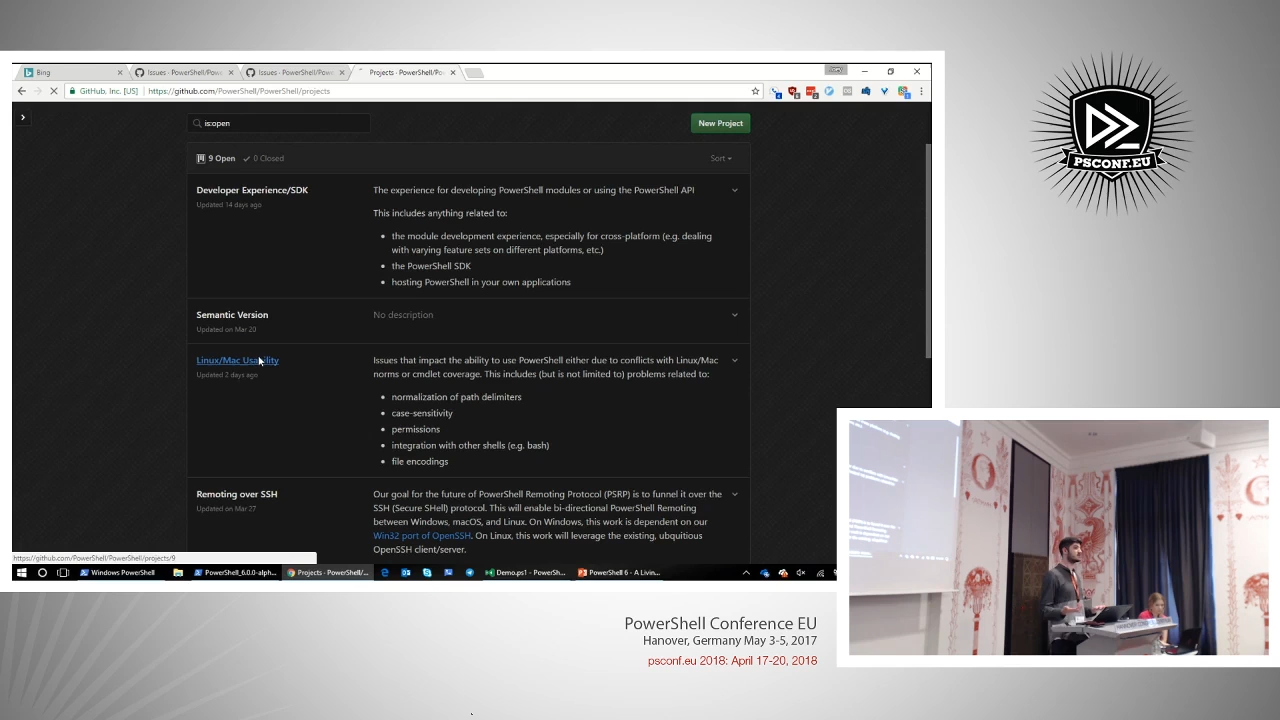 Bing
Issues · PowerShell/Pow
Issues · PowerShell/Pow
Projects · PowerShell/Po
Joey
GitHub, Inc. [US]
https://github.com/PowerShell/PowerShell/projects
is:open
New Project
9 Open
0 Closed
Sort
Developer Experience/SDK
Updated 14 days ago
The experience for developing PowerShell modules or using the PowerShell API
This includes anything related to:
the module development experience, especially for cross-platform (e.g. dealing
with varying feature sets on different platforms, etc.)
the PowerShell SDK
hosting PowerShell in your own applications
Semantic Version
Updated on Mar 20
No description
Linux/Mac Usability
Updated 2 days ago
Issues that impact the ability to use PowerShell either due to conflicts with Linux/Mac
norms or cmdlet coverage. This includes (but is not limited to) problems related to:
normalization of path delimiters
case-sensitivity
permissions
integration with other shells (e.g. bash)
file encodings
Remoting over SSH
Updated on Mar 27
Our goal for the future of PowerShell Remoting Protocol (PSRP) is to funnel it over the
SSH (Secure SHell) protocol. This will enable bi-directional PowerShell Remoting
between Windows, macOS, and Linux. On Windows, this work is dependent on our
Win32 port of OpenSSH. On Linux, this work will leverage the existing, ubiquitous
OpenSSH client/server.
https://github.com/PowerShell/PowerShell/projects/9
Windows PowerShell
PowerShell_6.0.0-alph...
Projects · PowerShell/...
Demo.ps1 - PowerSh...
PowerShell 6 - A Livin...
PSCONF.EU
PowerShell Conference EU
Hanover, Germany May 3-5, 2017
psconf.eu 2018: April 17-20, 2018